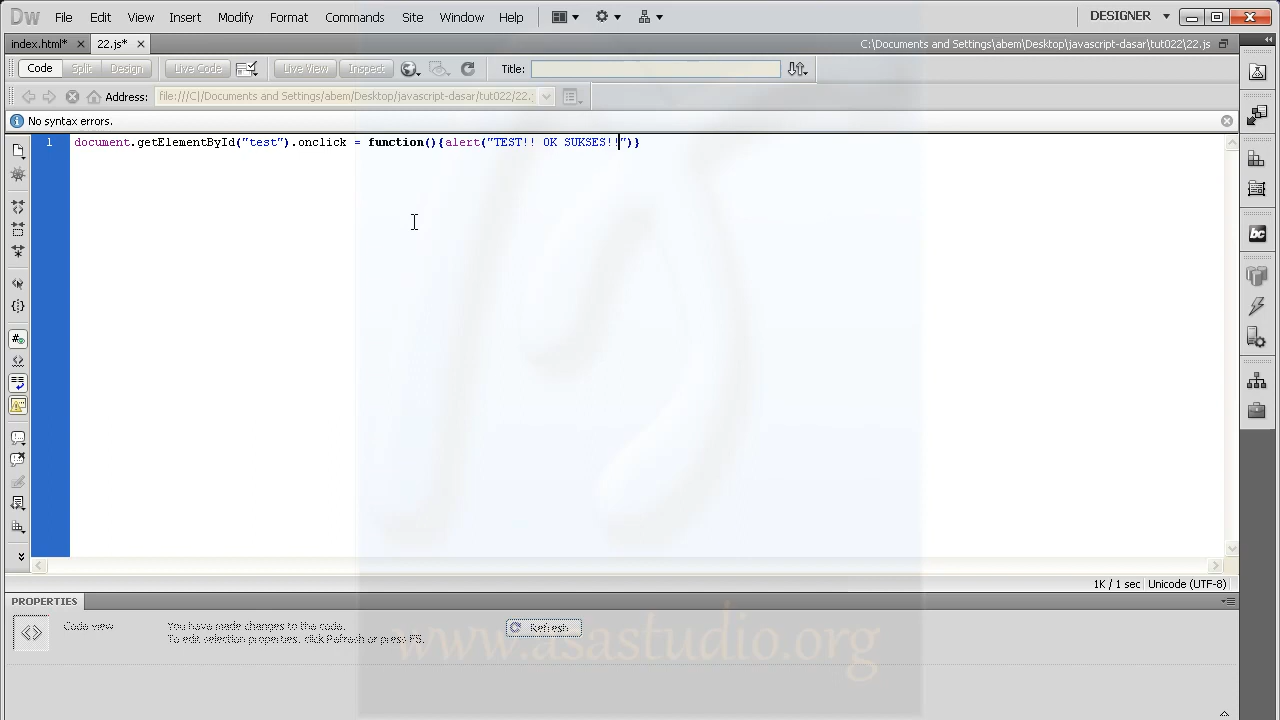 Dw File Edit View Insert Modify Format Commands Site Window Help DESIGNER
index.html* 22.js* C:\Documents and Settings\abem\Desktop\javascript-dasar\tut022\22.js
Code Split Design Live Code Live View Inspect Title:
Address: file:///C|/Documents and Settings/abem/Desktop/javascript-dasar/tut022/22.
No syntax errors.
1 document.getElementById("test").onclick = function(){alert("TEST!! OK SUKSES!!")}
bc
1K / 1 sec Unicode (UTF-8)
PROPERTIES
Code view You have made changes to the code. Refresh
To edit selection properties, click Refresh or press F5.
www.asastudio.org